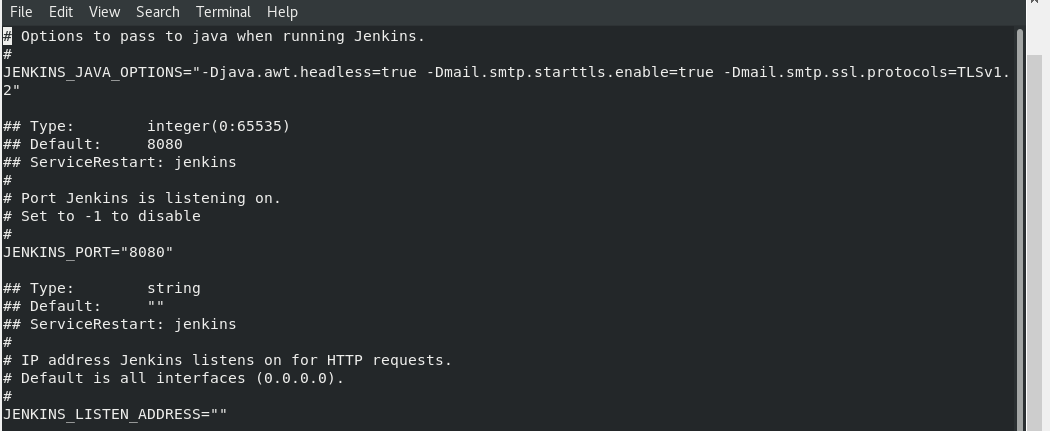 File Edit View Search Terminal Help
# Options to pass to java when running Jenkins.
#
JENKINS_JAVA_OPTIONS="-Djava.awt.headless=true -Dmail.smtp.starttls.enable=true -Dmail.smtp.ssl.protocols=TLSv1.
2"
## Type:        integer(0:65535)
## Default:     8080
## ServiceRestart: jenkins
#
# Port Jenkins is listening on.
# Set to -1 to disable
#
JENKINS_PORT="8080"
## Type:        string
## Default:     ""
## ServiceRestart: jenkins
#
# IP address Jenkins listens on for HTTP requests.
# Default is all interfaces (0.0.0.0).
#
JENKINS_LISTEN_ADDRESS=""